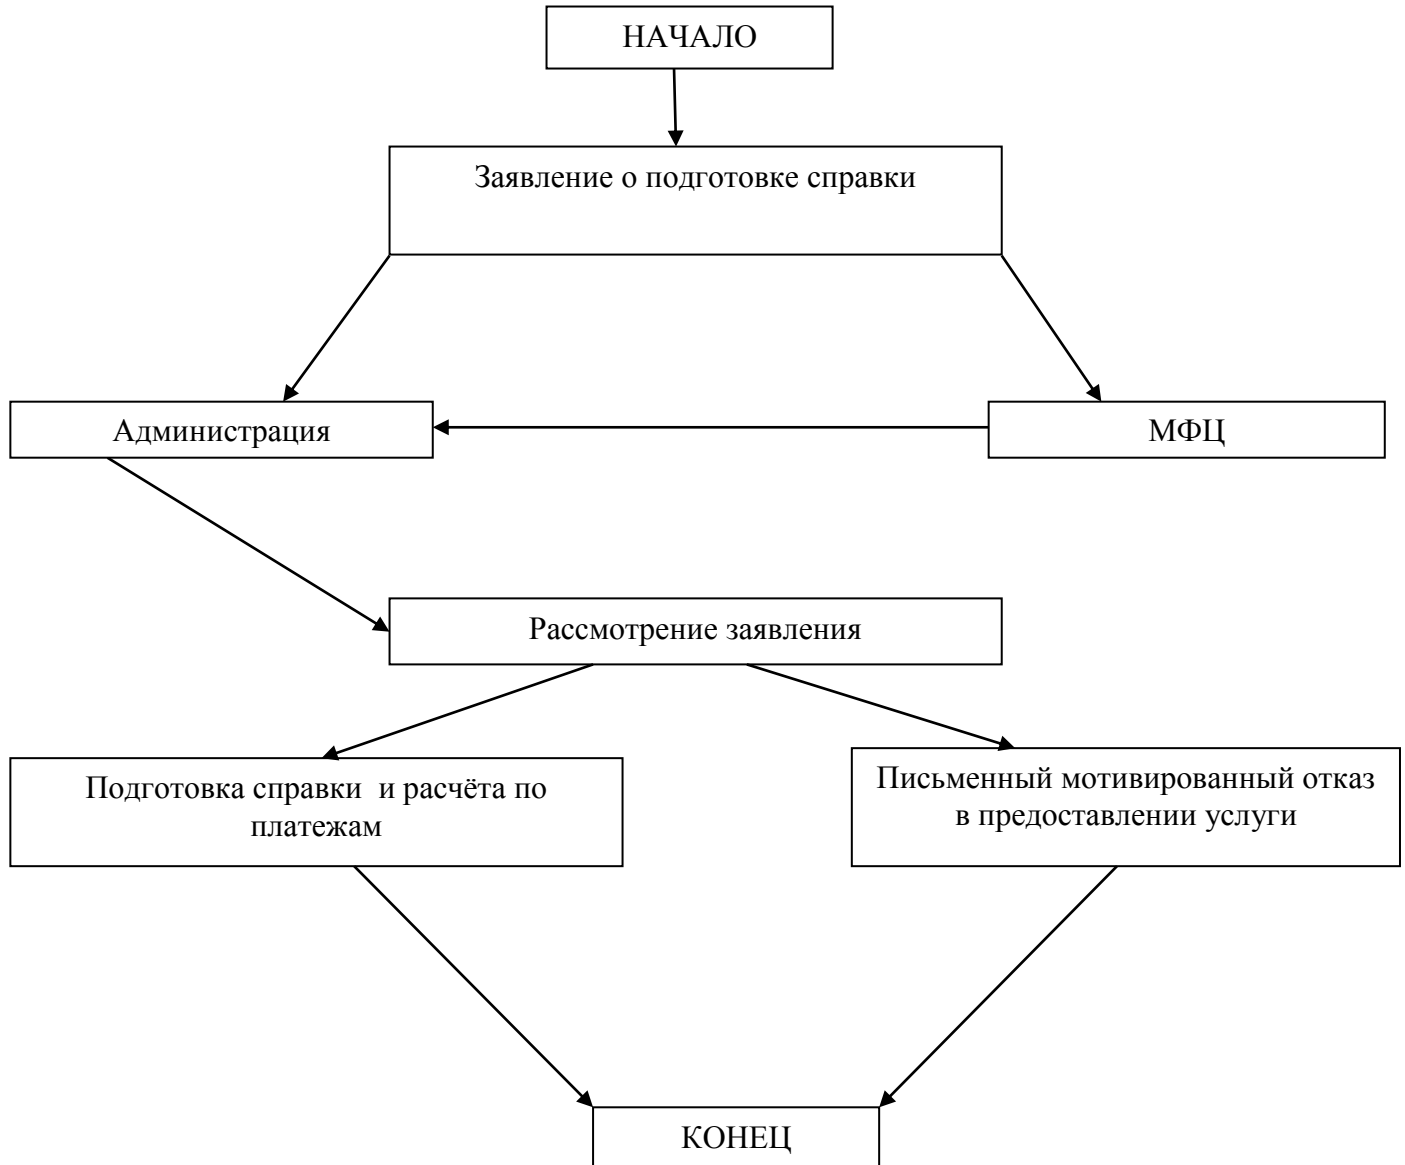 НАЧАЛО
Заявление о подготовке справки
Администрация
МФЦ
Рассмотрение заявления
Подготовка справки  и расчёта по
платежам
Письменный мотивированный отказ
в предоставлении услуги
КОНЕЦ